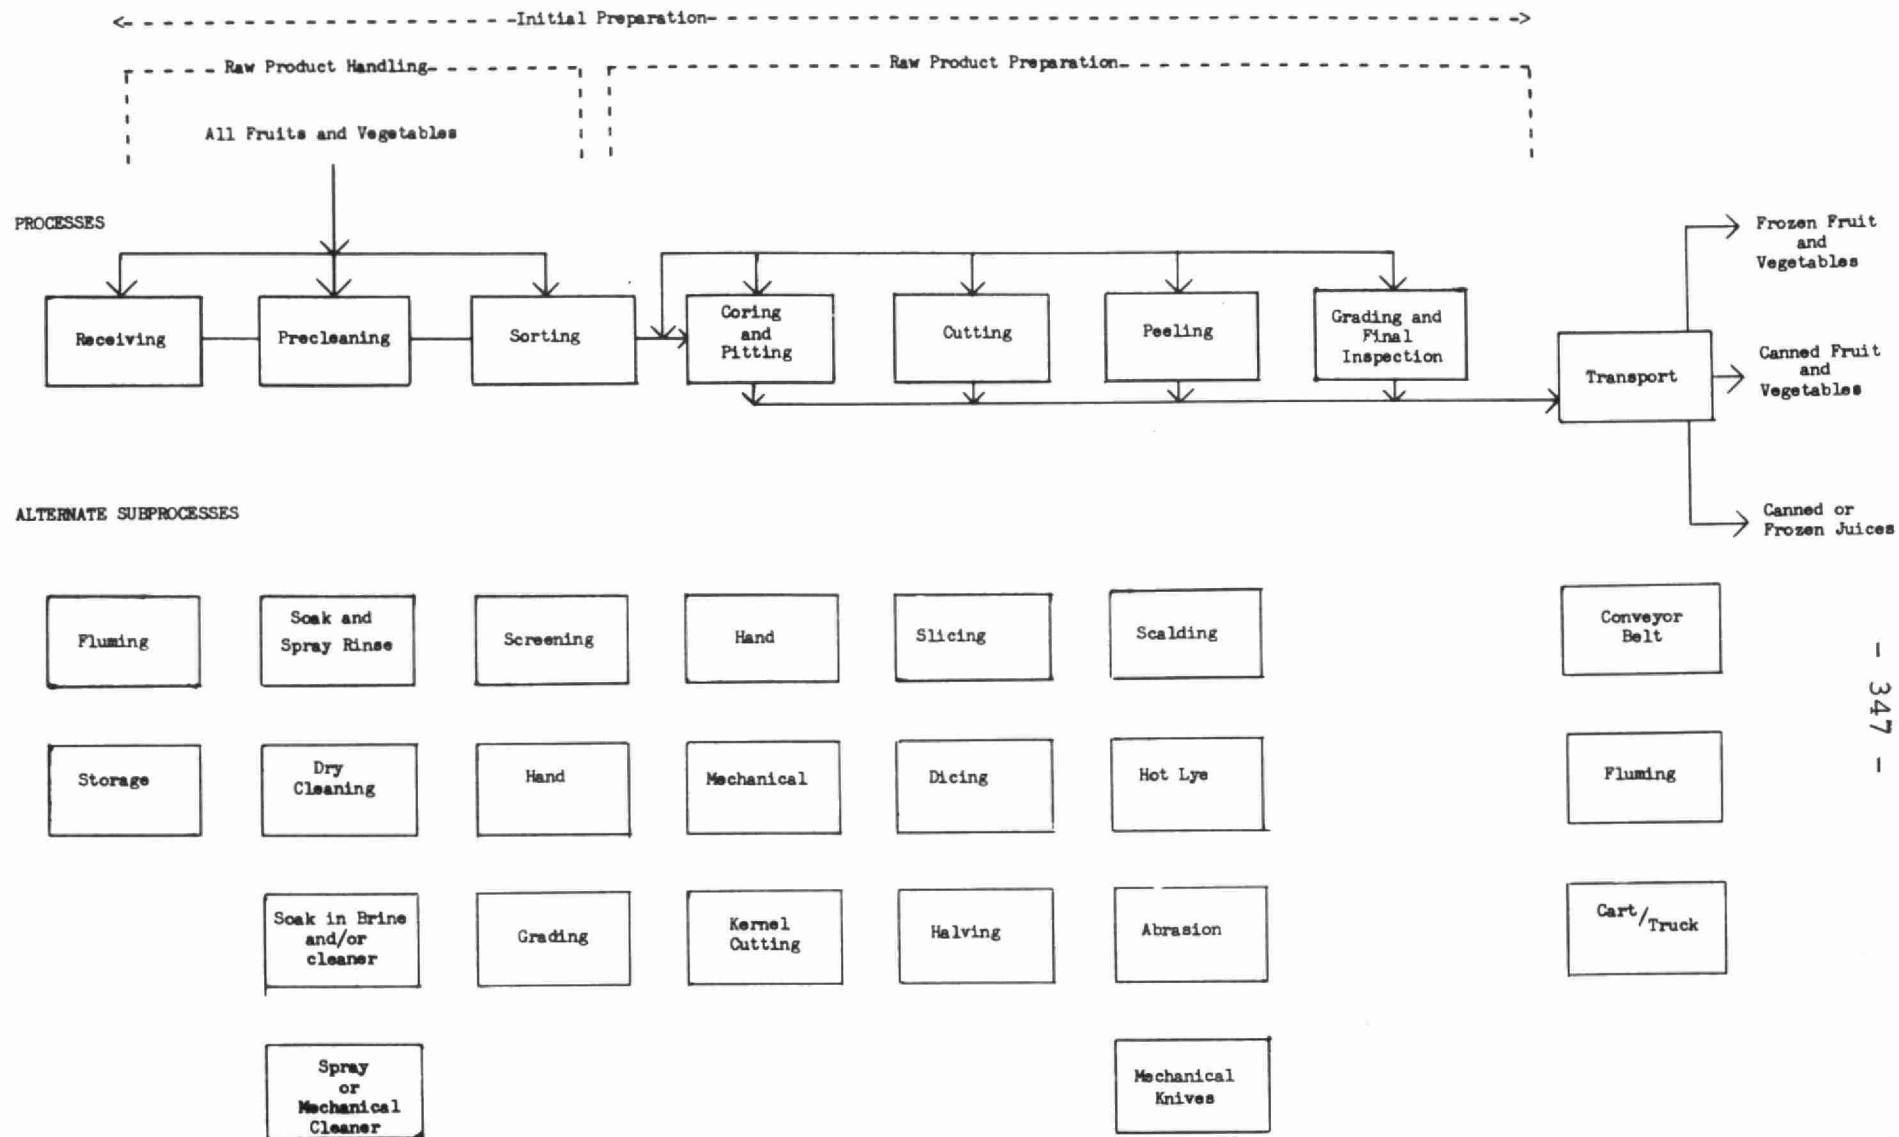 Initial Preparation
Raw Product Handling
Raw Product Preparation
All Fruits and Vegetables
PROCESSES
Receiving
Precleaning
Sorting
Coring
and
Pitting
Cutting
Peeling
Grading and
Final
Inspection
Transport
Frozen Fruit
and
Vegetables
Canned Fruit
and
Vegetables
Canned or
Frozen Juices
ALTERNATE SUBPROCESSES
Fluming
Soak and
Spray Rinse
Screening
Hand
Slicing
Scalding
Conveyor
Belt
Storage
Dry
Cleaning
Hand
Mechanical
Dicing
Hot Lye
Fluming
Soak in Brine
and/or
cleaner
Grading
Kernel
Cutting
Halving
Abrasion
Cart/Truck
Spray
or
Mechanical
Cleaner
Mechanical
Knives
- 347 -